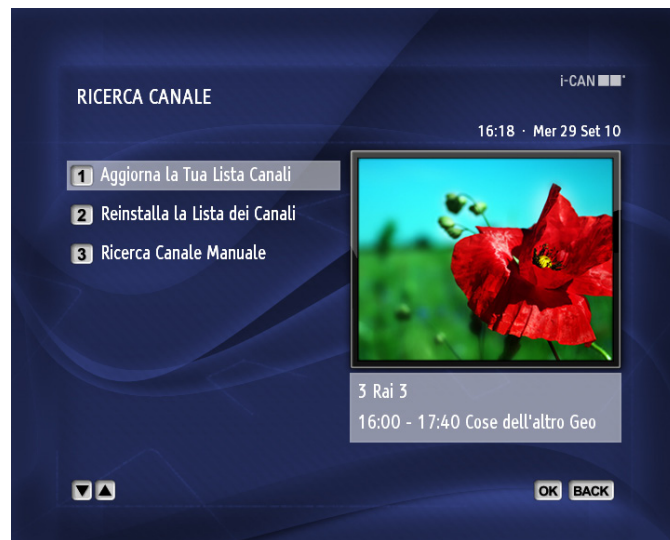 RICERCA CANALE
i-CAN
16:18 · Mer 29 Set 10
1 Aggiorna la Tua Lista Canali
2 Reinstalla la Lista dei Canali
3 Ricerca Canale Manuale
3 Rai 3
16:00 - 17:40 Cose dell'altro Geo
OK BACK